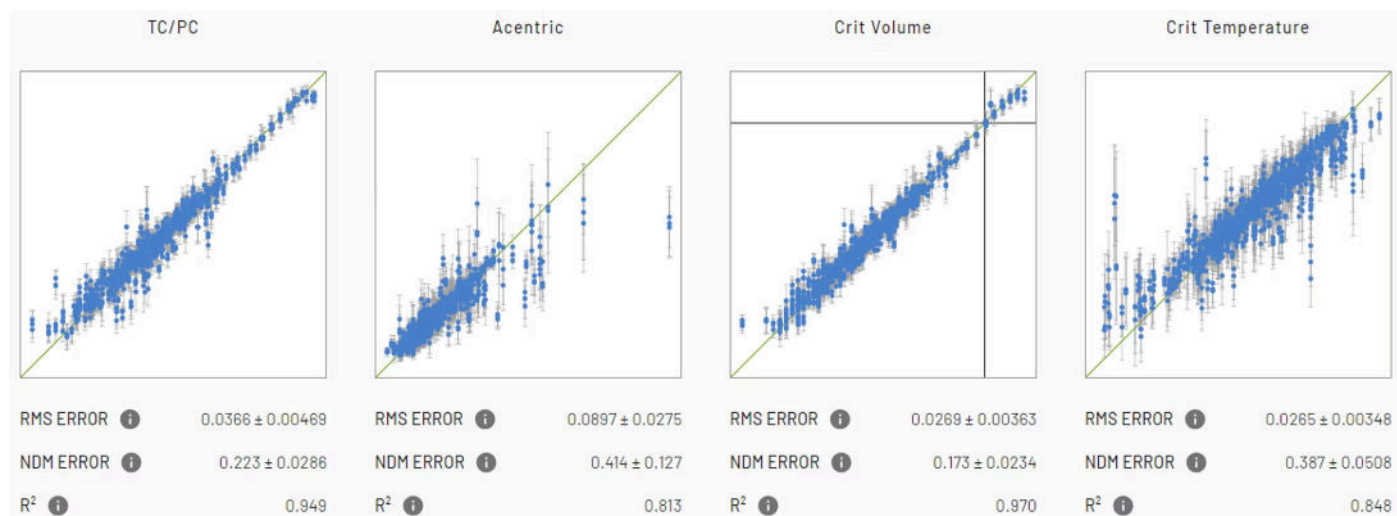 TC/PC Acentric Crit Volume Crit Temperature
RMS ERROR i 0.0366 ± 0.00469 RMS ERROR i 0.0897 ± 0.0275 RMS ERROR i 0.0269 ± 0.00363 RMS ERROR i 0.0265 ± 0.00348
NDM ERROR i 0.223 ± 0.0286 NDM ERROR i 0.414 ± 0.127 NDM ERROR i 0.173 ± 0.0234 NDM ERROR i 0.387 ± 0.0508
R² i 0.949 R² i 0.813 R² i 0.970 R² i 0.848